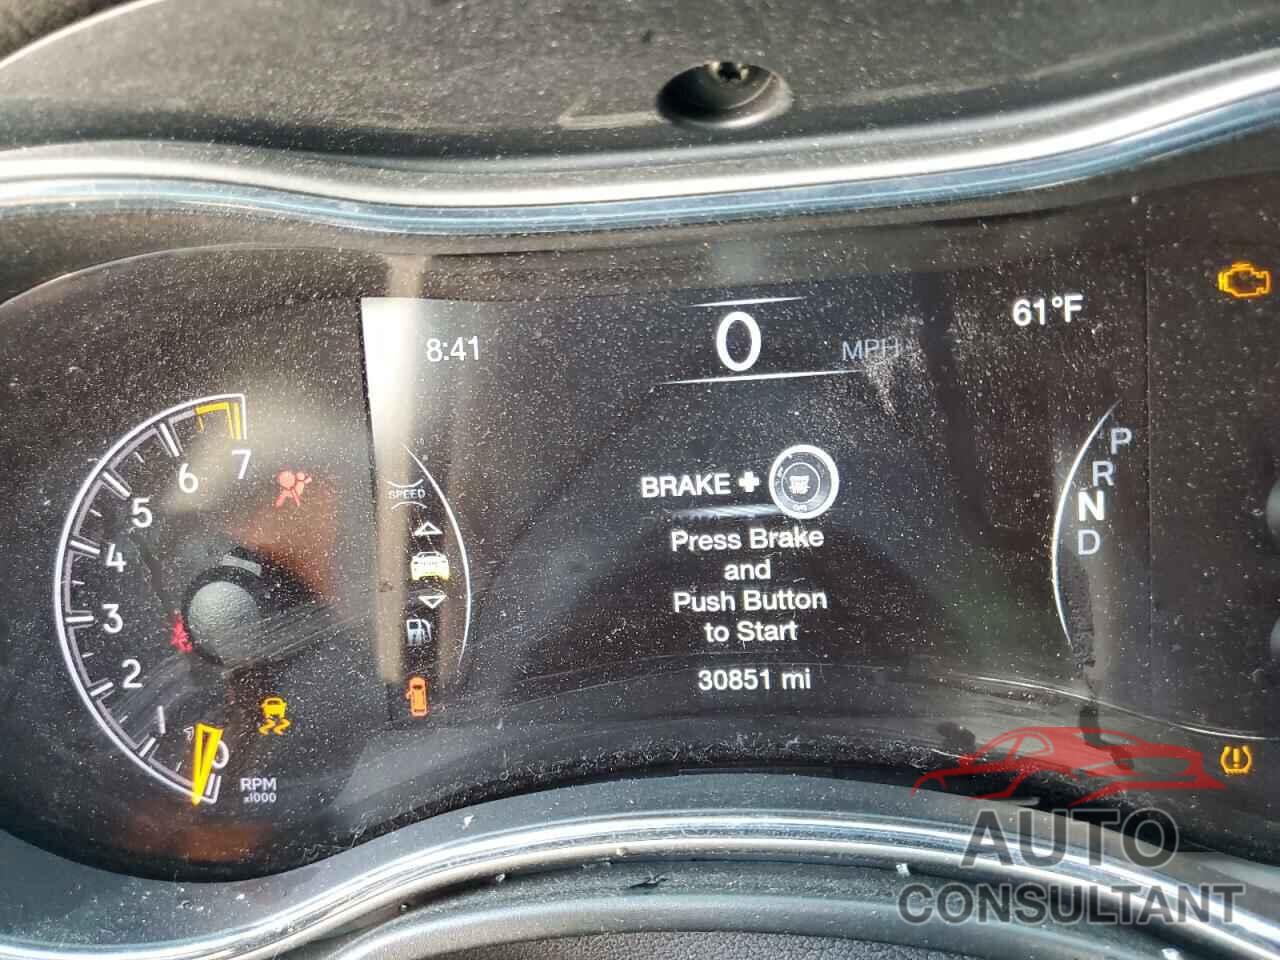 61°F
8:41
0
MPH
P
7
6
R
SPEED
BRAKE +
5
N
Press Brake
D
4
and
3
Push Button
to Start
2
30851 mi
1
0
RPM
x1000
AUTO
CONSULTANT